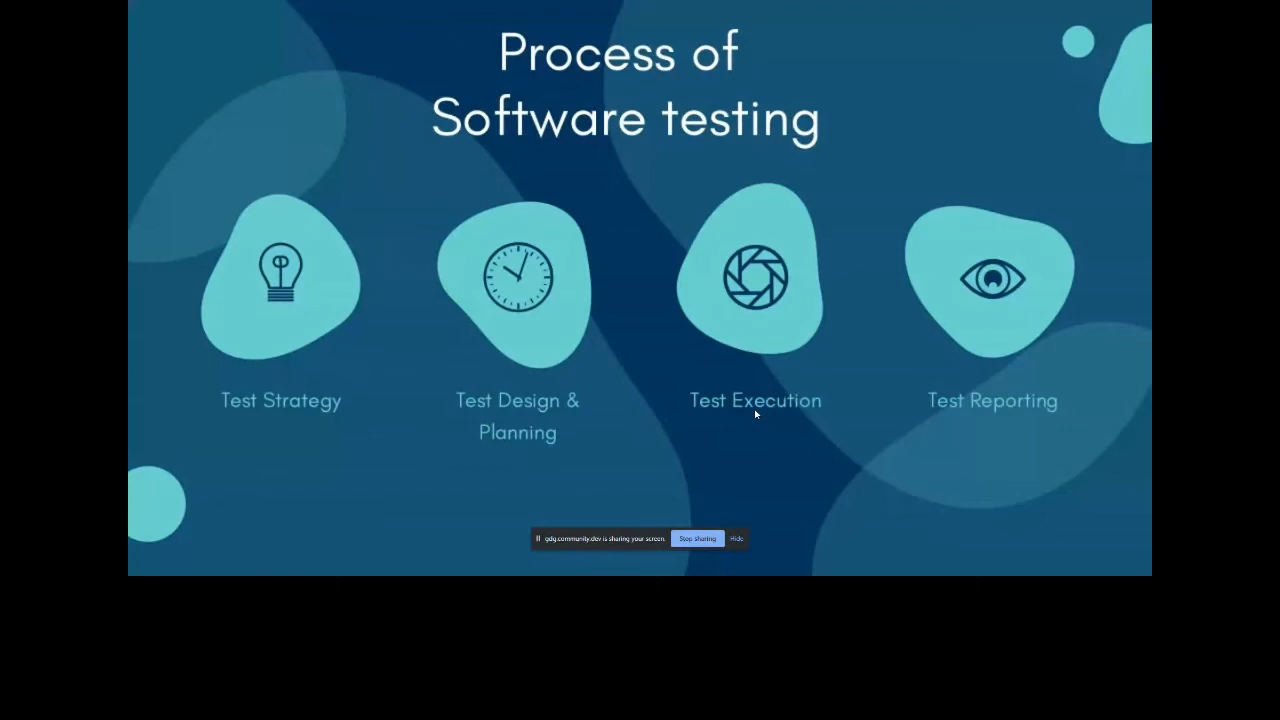 Process of
Software testing
Test Strategy
Test Design &
Planning
Test Execution
Test Reporting
gdg.community.dev is sharing your screen.
Stop sharing
Hide